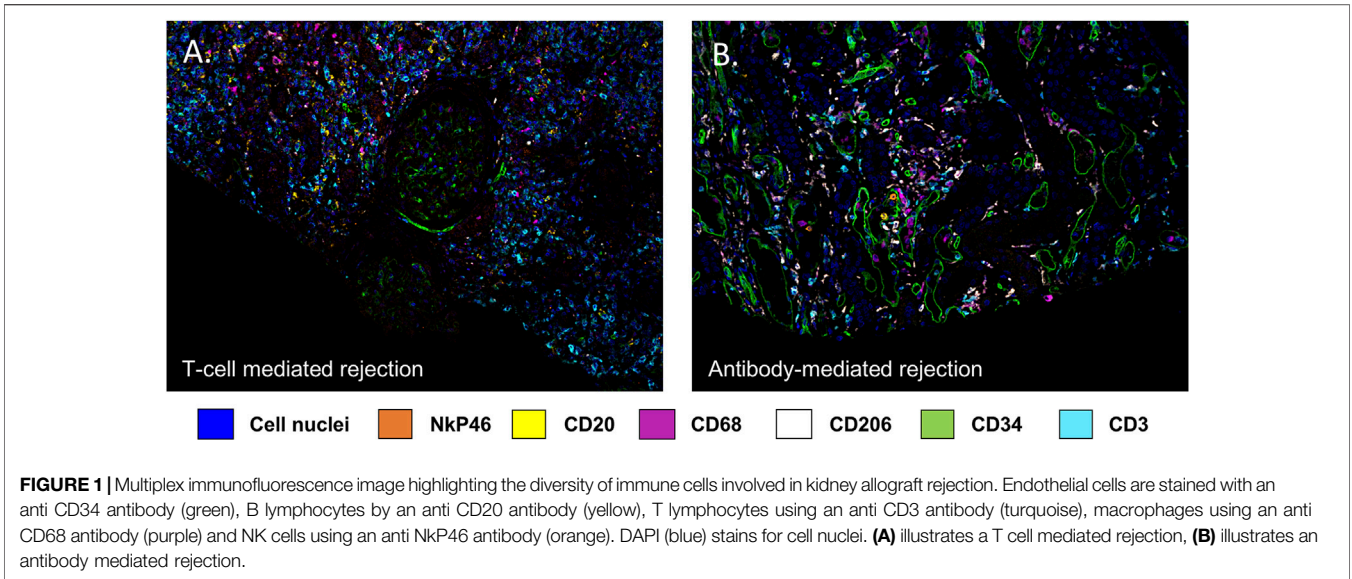 A.
B.
T-cell mediated rejection
Antibody-mediated rejection
Cell nuclei NkP46 CD20 CD68 CD206 CD34 CD3
FIGURE 1 | Multiplex immunofluorescence image highlighting the diversity of immune cells involved in kidney allograft rejection. Endothelial cells are stained with an
anti CD34 antibody (green), B lymphocytes by an anti CD20 antibody (yellow), T lymphocytes using an anti CD3 antibody (turquoise), macrophages using an anti
CD68 antibody (purple) and NK cells using an anti NkP46 antibody (orange). DAPI (blue) stains for cell nuclei. (A) illustrates a T cell mediated rejection, (B) illustrates an
antibody mediated rejection.